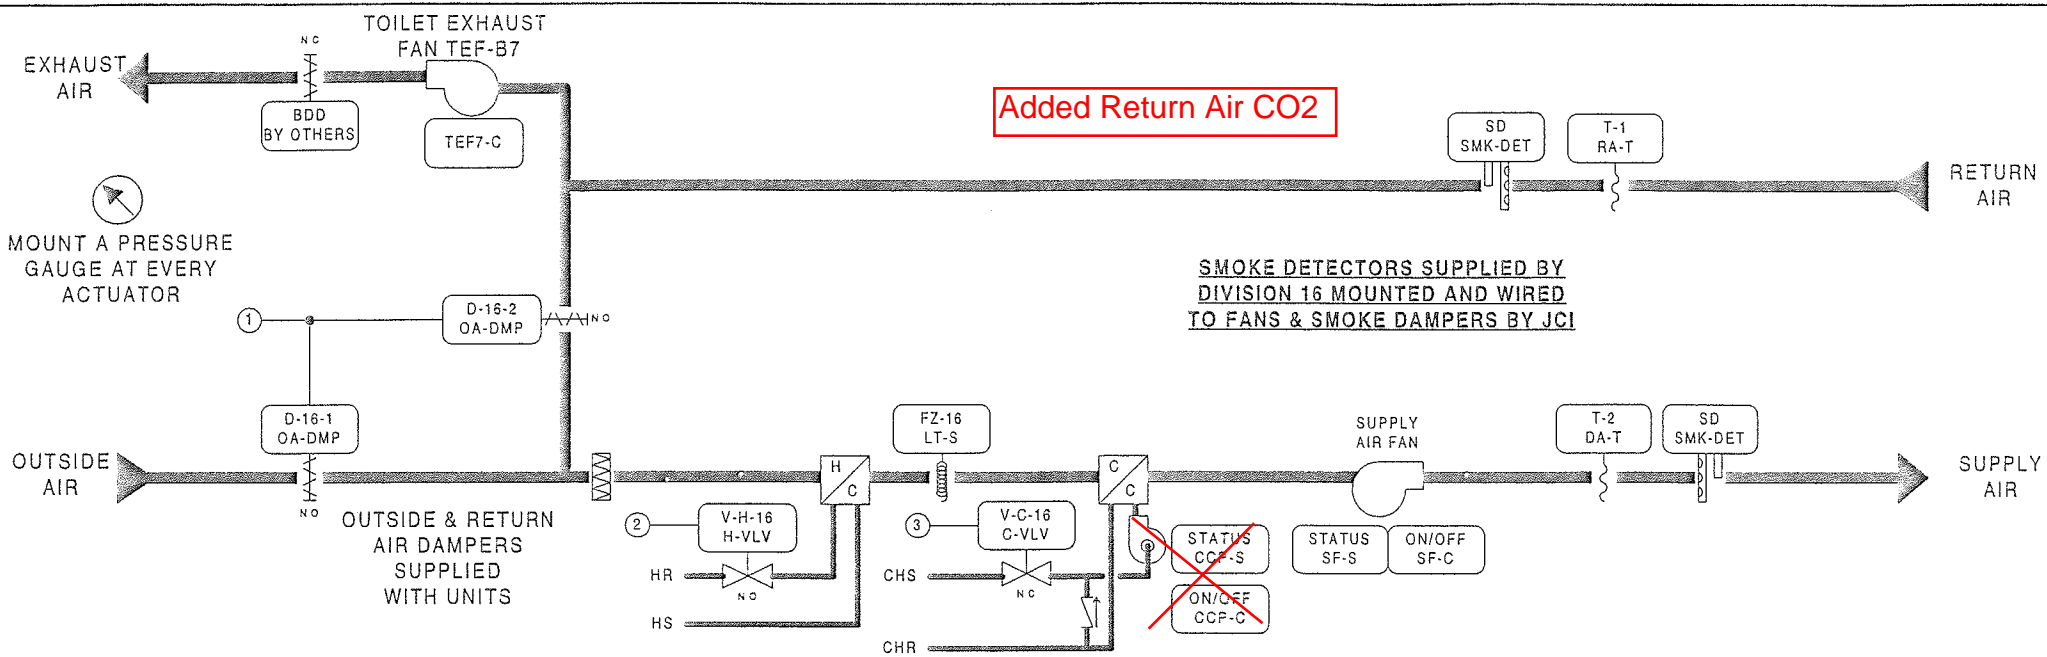 TOILET EXHAUST
FAN TEF-B7
NC
EXHAUST
AIR
BDD
BY OTHERS
TEF7-C
Added Return Air CO2
SD
SMK-DET
T-1
RA-T
RETURN
AIR
MOUNT A PRESSURE
GAUGE AT EVERY
ACTUATOR
SMOKE DETECTORS SUPPLIED BY
DIVISION 16 MOUNTED AND WIRED
TO FANS & SMOKE DAMPERS BY JCI
1
D-16-2
OA-DMP
NO
D-16-1
OA-DMP
NO
OUTSIDE
AIR
OUTSIDE & RETURN
AIR DAMPERS
SUPPLIED
WITH UNITS
H
C
FZ-16
LT-S
C
C
SUPPLY
AIR FAN
T-2
DA-T
SD
SMK-DET
SUPPLY
AIR
2
V-H-16
H-VLV
HR
NO
HS
3
V-C-16
C-VLV
CHS
NC
CHR
STATUS
CCP-S
ON/OFF
CCP-C
STATUS
SF-S
ON/OFF
SF-C